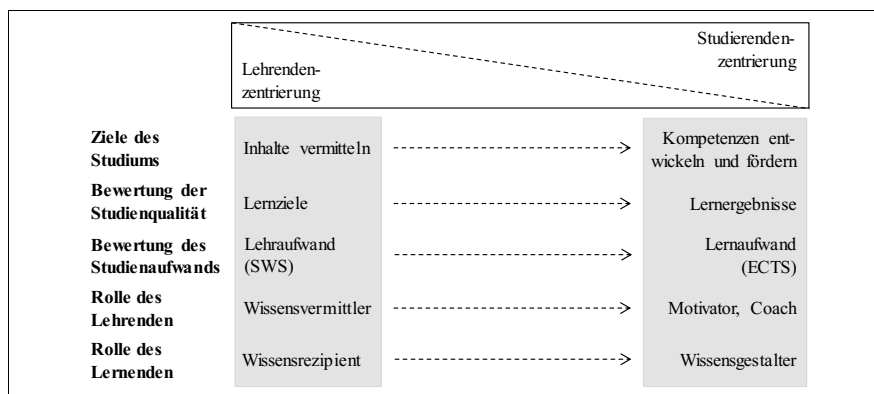 Studierenden-
zentrierung
Lehrenden-
zentrierung
Ziele des
Studiums
Inhalte vermitteln
Kompetenzen ent-
wickeln und fördern
Bewertung der
Studienqualität
Lernziele
Lernergebnisse
Bewertung des
Studienaufwands
Lehraufwand
(SWS)
Lernaufwand
(ECTS)
Rolle des
Lehrenden
Wissensvermittler
Motivator, Coach
Rolle des
Lernenden
Wissensrezipient
Wissensgestalter